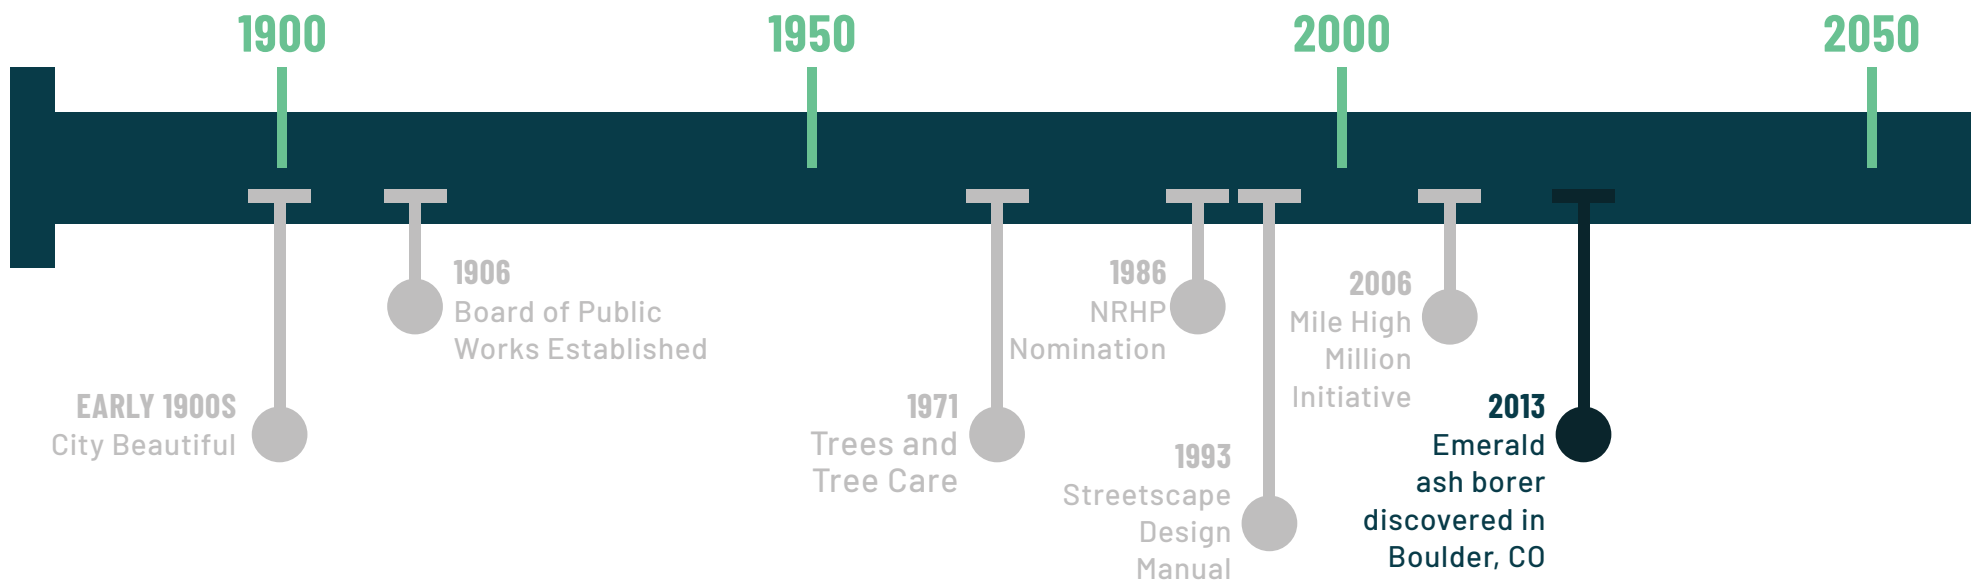 1900
1950
2000
2050
EARLY 1900S
City Beautiful
1906
Board of Public
Works Established
1971
Trees and
Tree Care
1986
NRHP
Nomination
1993
Streetscape
Design
Manual
2006
Mile High
Million
Initiative
2013
Emerald
ash borer
discovered in
Boulder, CO